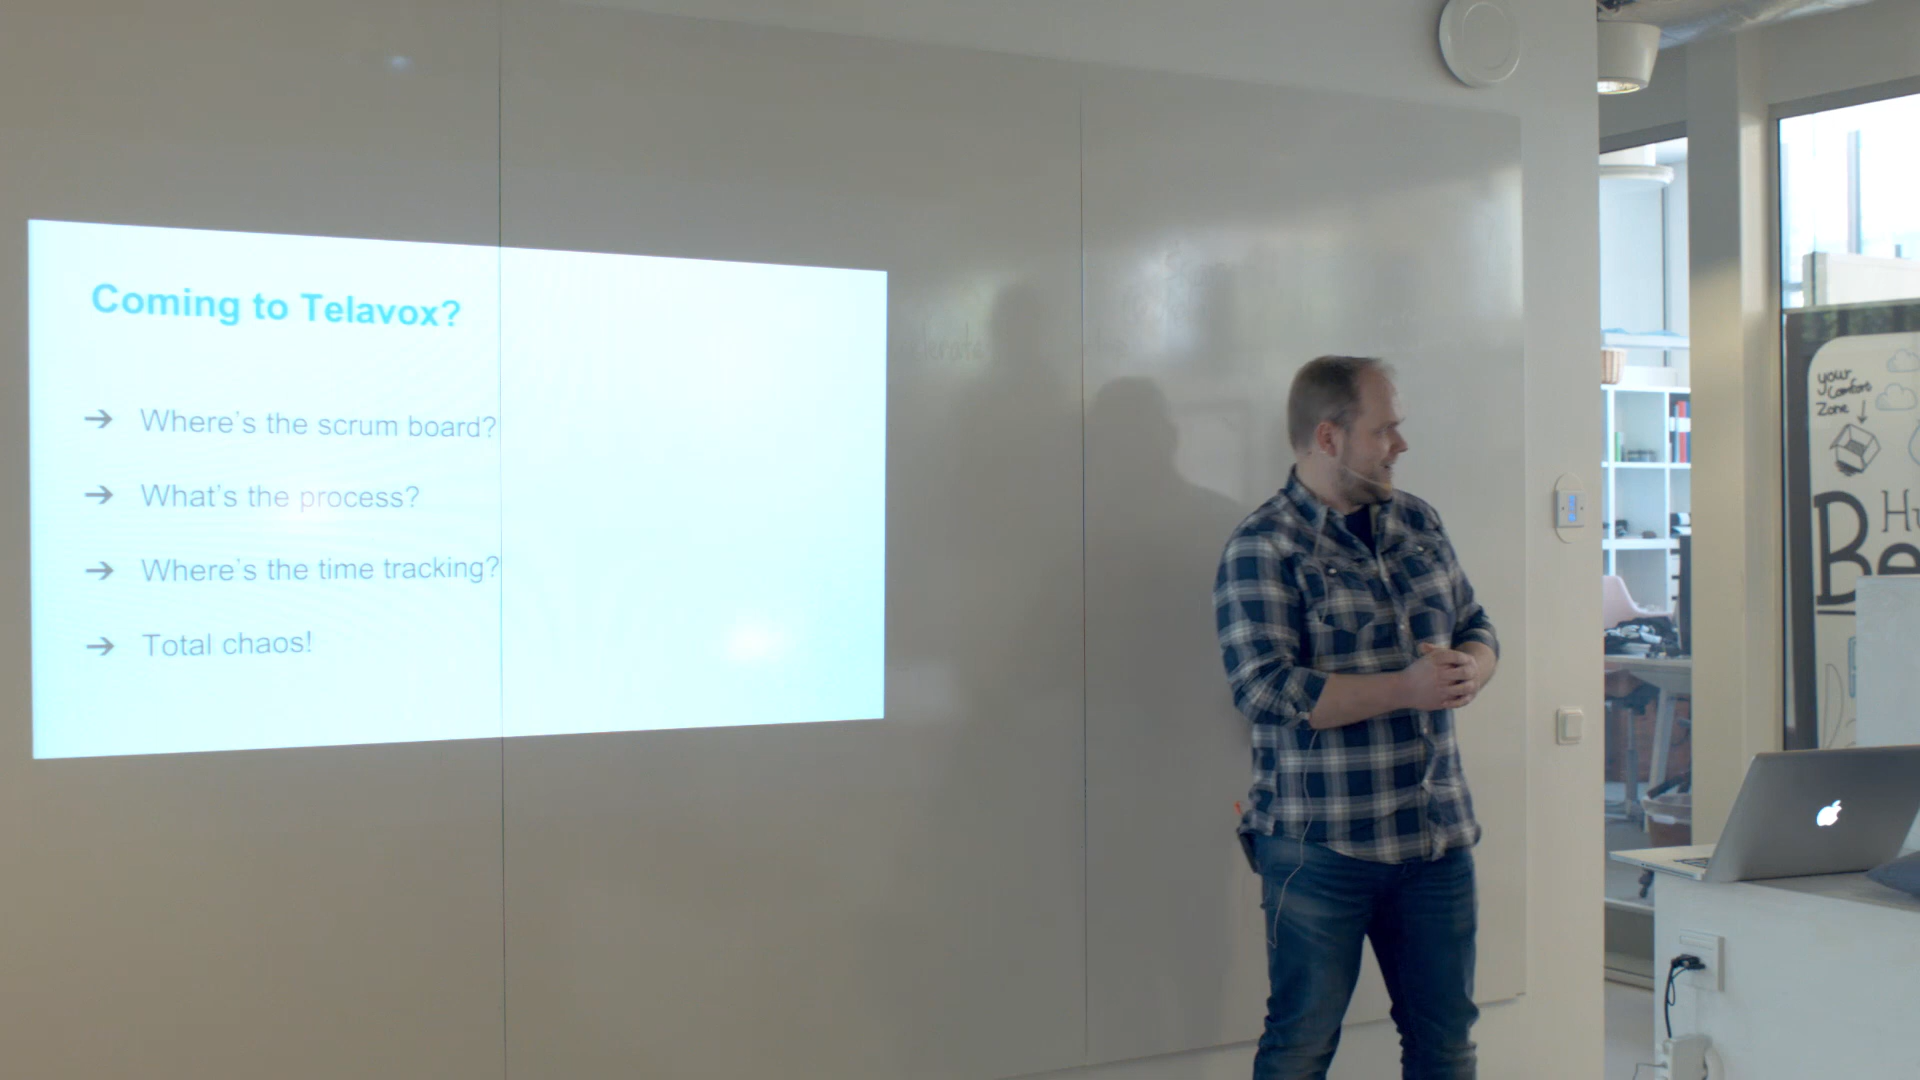 Coming to Telavox?
→ Where's the scrum board?
→ What's the process?
→ Where's the time tracking?
→ Total chaos!
your
Comfort
Zone